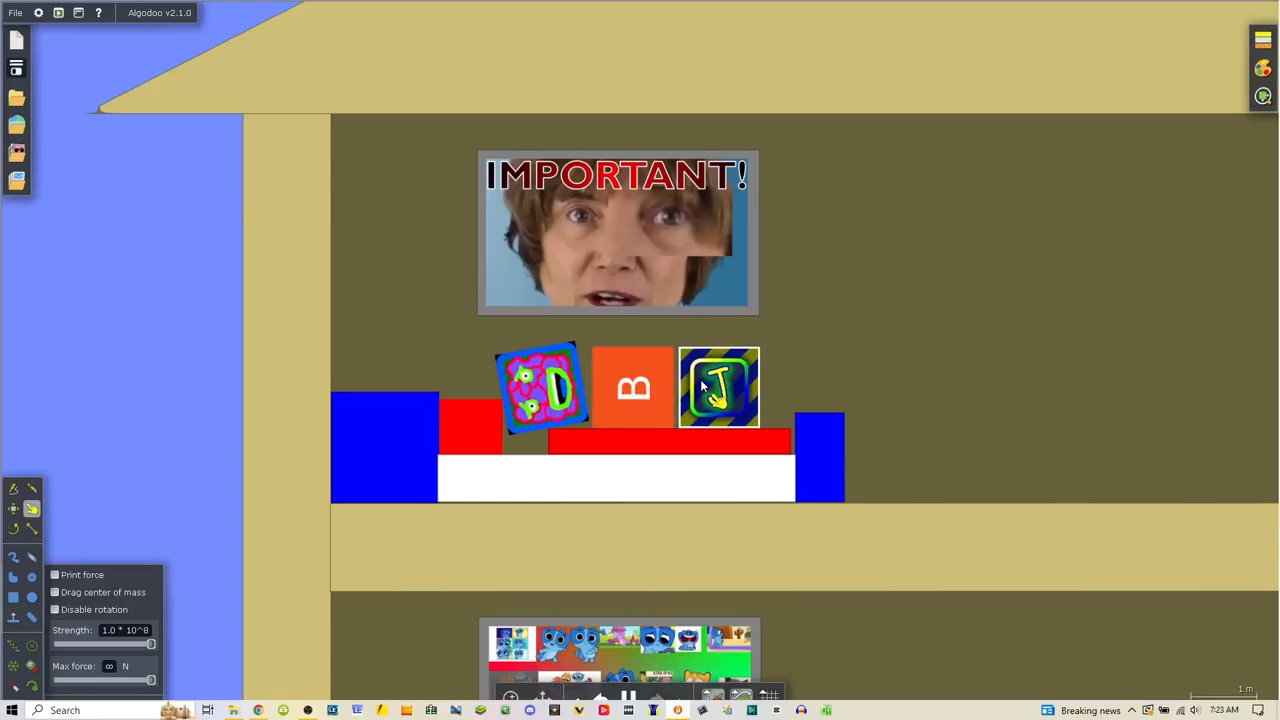 File
?
Algodoo v2.1.0
IMPORTANT!
D
B
J
Print force
Drag center of mass
Disable rotation
Strength: 1.0 * 10^8
Max force: ∞ N
1 m
Search
Breaking news
7:23 AM